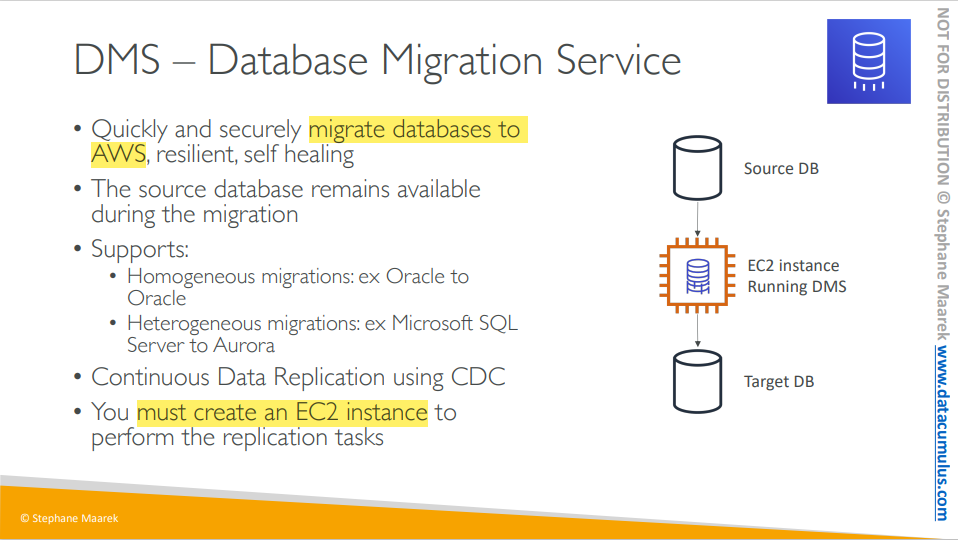 DMS – Database Migration Service
• Quickly and securely migrate databases to
AWS, resilient, self healing
• The source database remains available
during the migration
• Supports:
• Homogeneous migrations: ex Oracle to
Oracle
• Heterogeneous migrations: ex Microsoft SQL
Server to Aurora
• Continuous Data Replication using CDC
• You must create an EC2 instance to
perform the replication tasks
Source DB
EC2 instance
Running DMS
Target DB
NOT FOR DISTRIBUTION © Stephane Maarek www.datacumulus.com
© Stephane Maarek